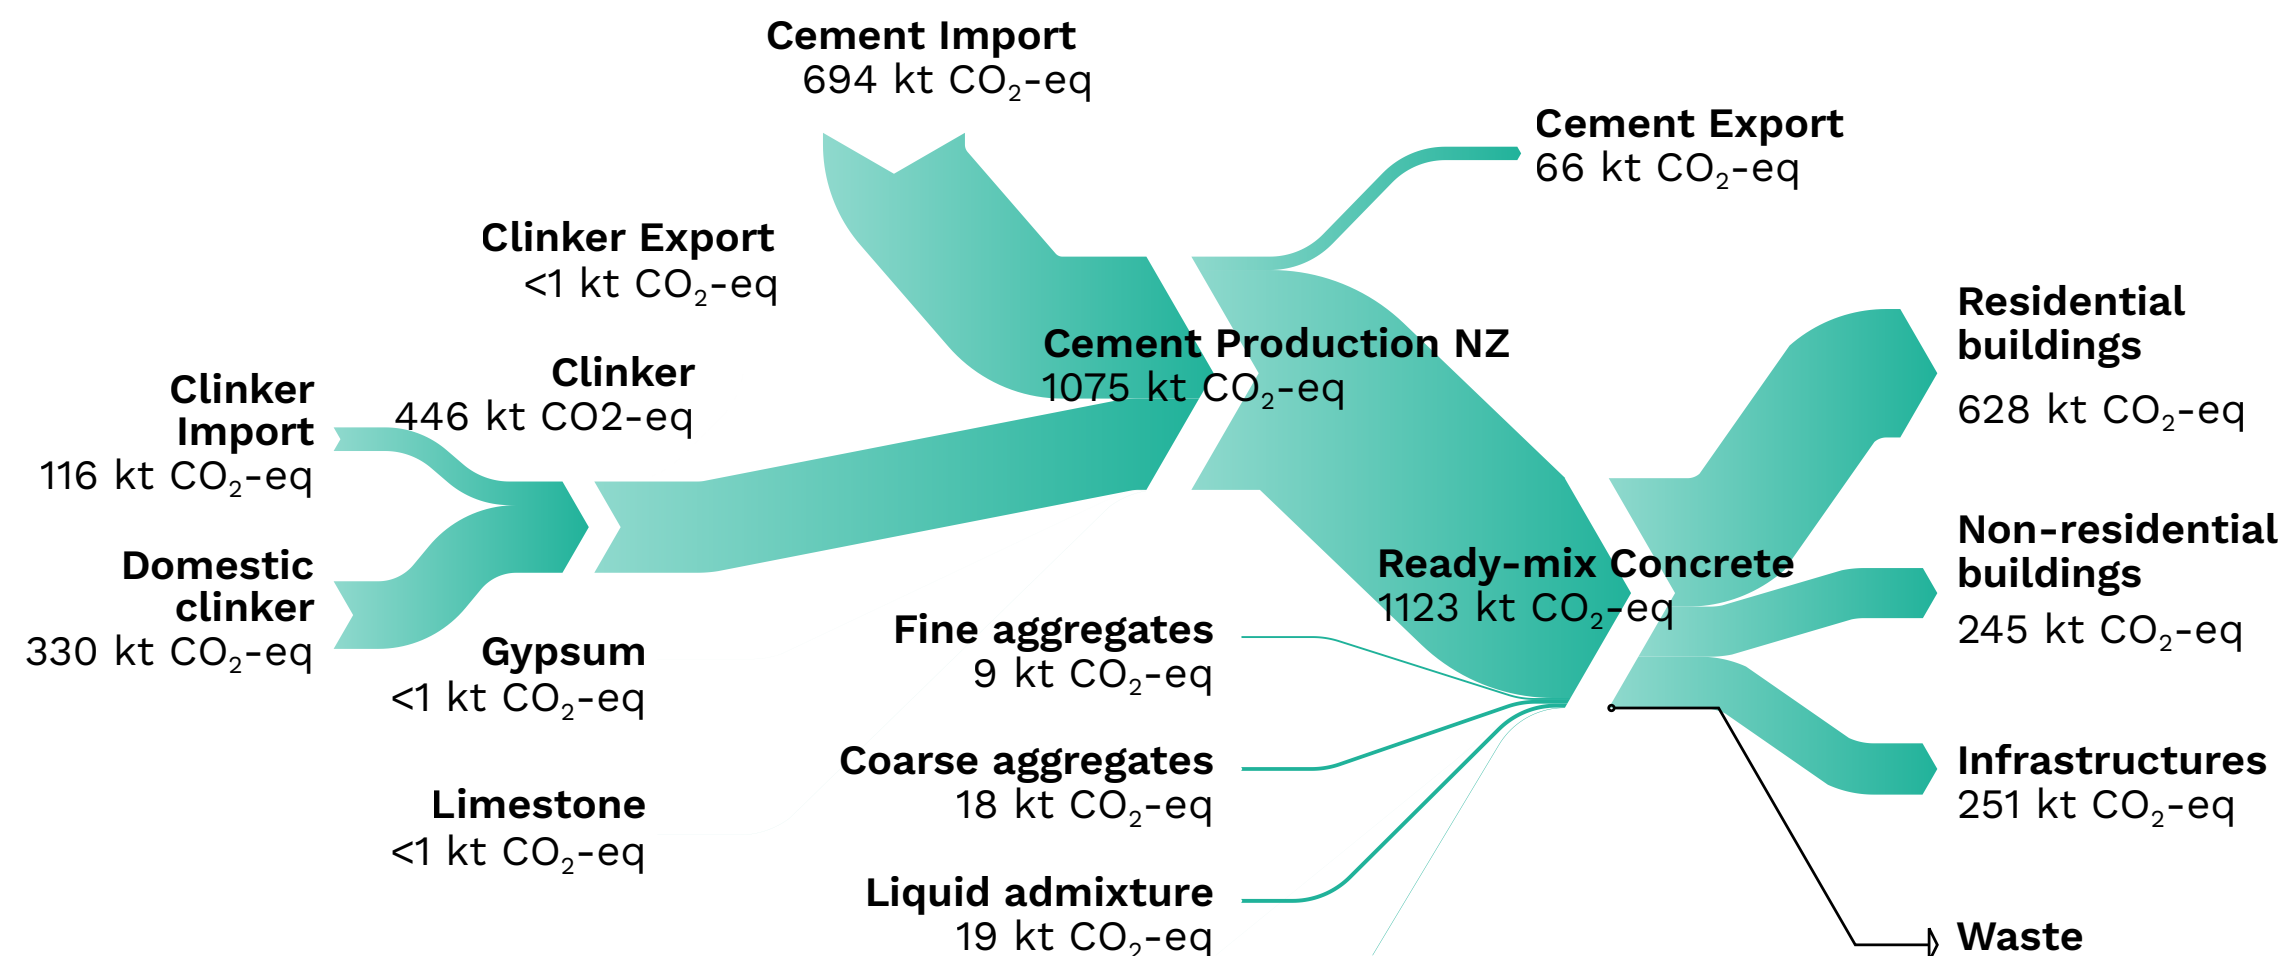 Cement Import
694 kt CO₂-eq
Cement Export
66 kt CO₂-eq
Clinker Export
<1 kt CO₂-eq
Residential
buildings
628 kt CO₂-eq
Cement Production NZ
1075 kt CO₂-eq
Clinker
446 kt CO2-eq
Clinker
Import
116 kt CO₂-eq
Non-residential
buildings
245 kt CO₂-eq
Domestic
clinker
330 kt CO₂-eq
Ready-mix Concrete
1123 kt CO₂-eq
Gypsum
<1 kt CO₂-eq
Fine aggregates
9 kt CO₂-eq
Coarse aggregates
18 kt CO₂-eq
Infrastructures
251 kt CO₂-eq
Limestone
<1 kt CO₂-eq
Liquid admixture
19 kt CO₂-eq
Waste